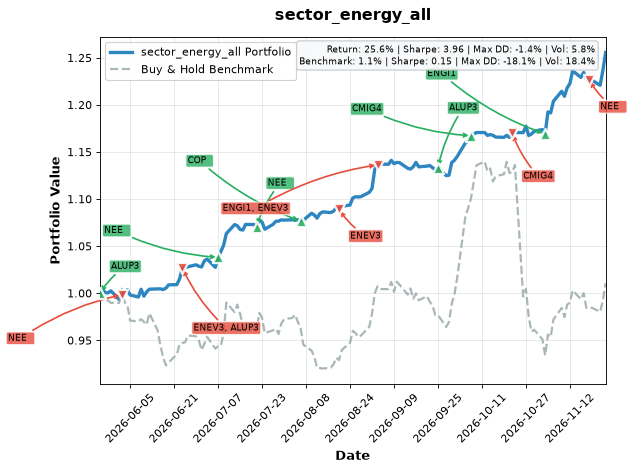 sector_energy_all
sector_energy_all Portfolio
Buy & Hold Benchmark
Return: 25.6% | Sharpe: 3.96 | Max DD: -1.4% | Vol: 5.8%
Benchmark: 1.1% | Sharpe: 0.15 | Max DD: -18.1% | Vol: 18.4%
ENGI1
CMIG4
ALUP3
NEE
CMIG4
COP
NEE
ENGI1, ENEV3
ENEV3
NEE
ALUP3
ENEV3, ALUP3
NEE
1.25
1.20
1.15
1.10
1.05
1.00
0.95
Portfolio Value
2026-06-05
2026-06-21
2026-07-07
2026-07-23
2026-08-08
2026-08-24
2026-09-09
2026-09-25
2026-10-11
2026-10-27
2026-11-12
Date